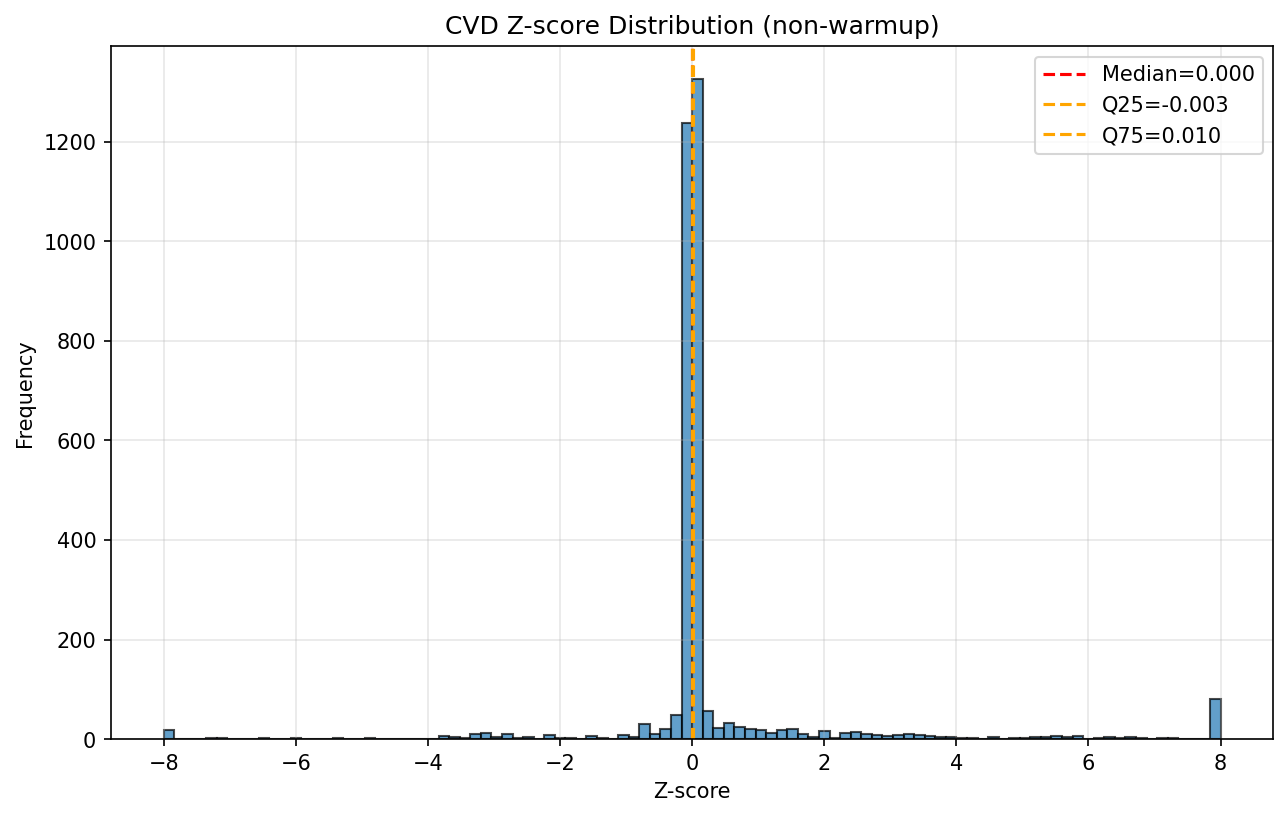 CVD Z-score Distribution (non-warmup)
Median=0.000
Q25=-0.003
Q75=0.010
1200
1000
800
600
400
200
0
Frequency
−8
−6
−4
−2
0
2
4
6
8
Z-score